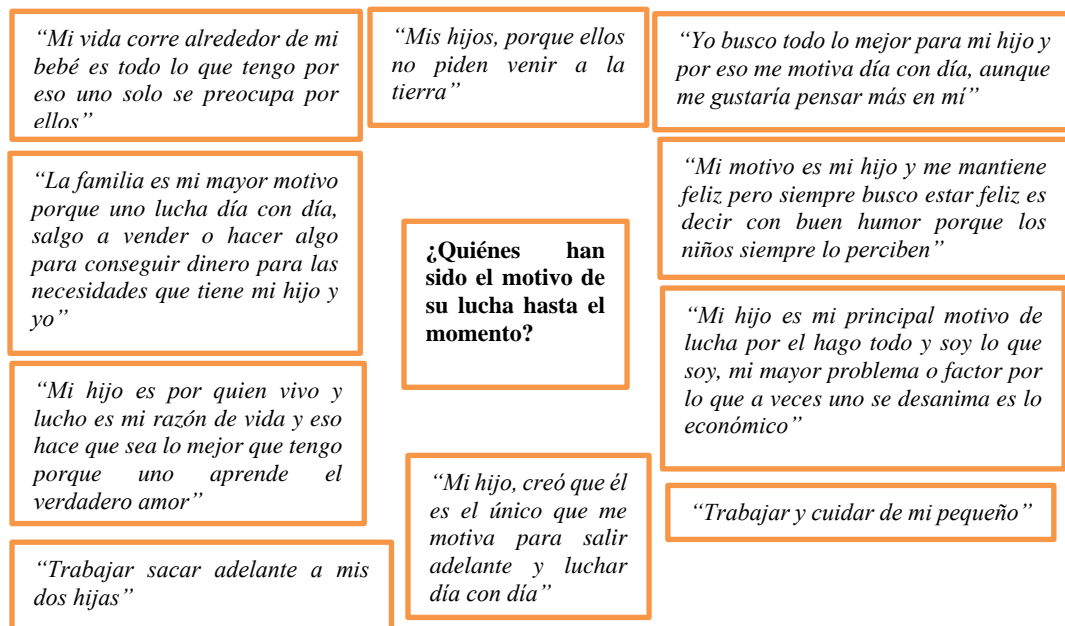 “Mi vida corre alrededor de mi
bebé es todo lo que tengo por
eso uno solo se preocupa por
ellos”
“Mis hijos, porque ellos
no piden venir a la
tierra”
“Yo busco todo lo mejor para mi hijo y
por eso me motiva día con día, aunque
me gustaría pensar más en mí”
“La familia es mi mayor motivo
porque uno lucha día con día,
salgo a vender o hacer algo
para conseguir dinero para las
necesidades que tiene mi hijo y
yo”
¿Quiénes han
sido el motivo de
su lucha hasta el
momento?
“Mi motivo es mi hijo y me mantiene
feliz pero siempre busco estar feliz es
decir con buen humor porque los
niños siempre lo perciben”
“Mi hijo es mi principal motivo de
lucha por el hago todo y soy lo que
soy, mi mayor problema o factor por
lo que a veces uno se desanima es lo
económico”
“Mi hijo es por quien vivo y
lucho es mi razón de vida y eso
hace que sea lo mejor que tengo
porque uno aprende el
verdadero amor”
“Mi hijo, creó que él
es el único que me
motiva para salir
adelante y luchar
día con día”
“Trabajar y cuidar de mi pequeño”
“Trabajar sacar adelante a mis
dos hijas”